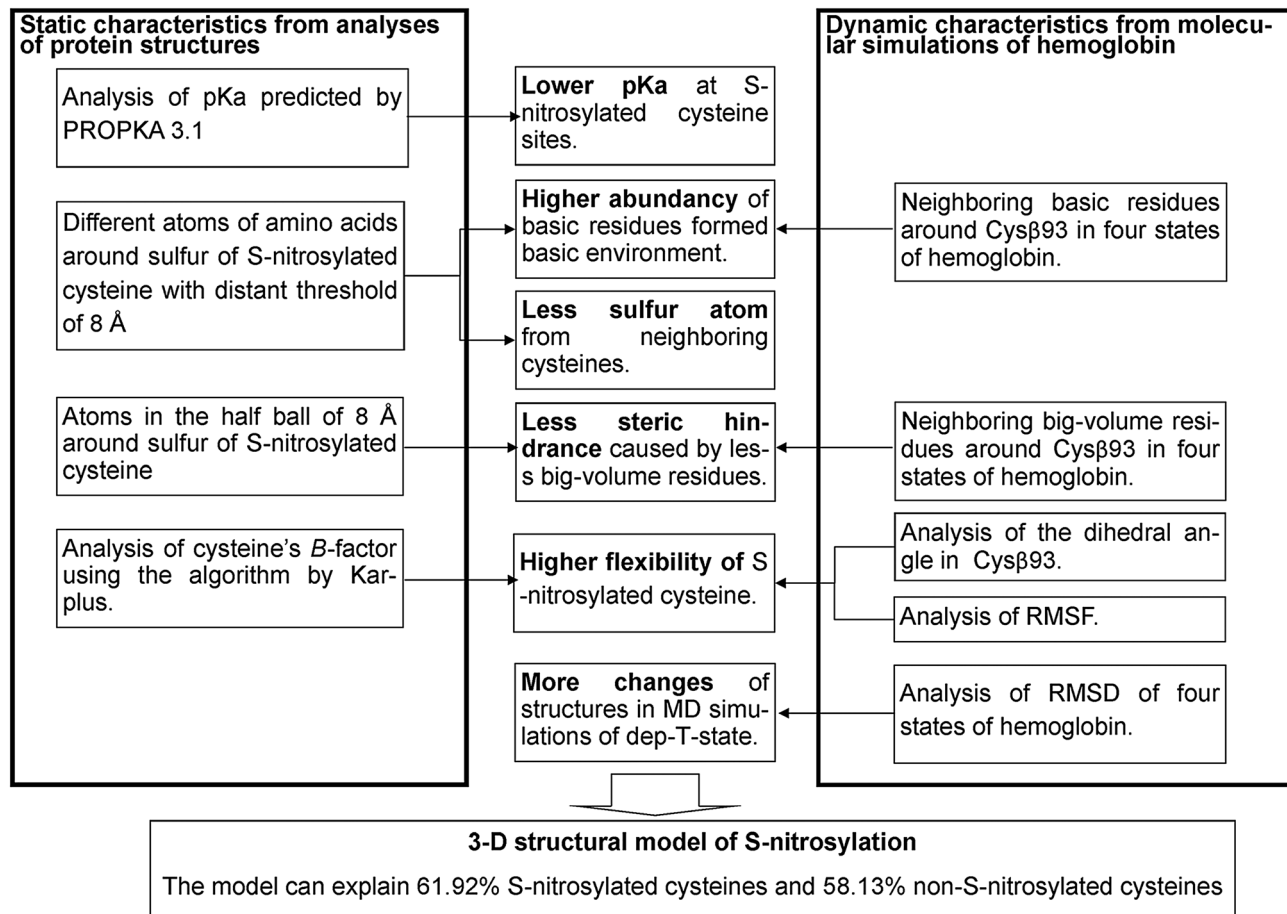 Static characteristics from analyses
of protein structures
Analysis of pKa predicted by
PROPKA 3.1
Different atoms of amino acids
around sulfur of S-nitrosylated
cysteine with distant threshold
of 8 Å
Atoms in the half ball of 8 Å
around sulfur of S-nitrosylated
cysteine
Analysis of cysteine’s B-factor
using the algorithm by Kar-
plus.
Lower pKa at S-
nitrosylated cysteine
sites.
Higher abundancy of
basic residues formed
basic environment.
Less sulfur atom
from neighboring
cysteines.
Less steric hin-
drance caused by les-
s big-volume residues.
Higher flexibility of S
-nitrosylated cysteine.
More changes of
structures in MD simu-
lations of dep-T-state.
Dynamic characteristics from molecu-
lar simulations of hemoglobin
Neighboring basic residues
around Cysβ93 in four states
of hemoglobin.
Neighboring big-volume resi-
dues around Cysβ93 in four
states of hemoglobin.
Analysis of the dihedral an-
gle in Cysβ93.
Analysis of RMSF.
Analysis of RMSD of four
states of hemoglobin.
3-D structural model of S-nitrosylation
The model can explain 61.92% S-nitrosylated cysteines and 58.13% non-S-nitrosylated cysteines